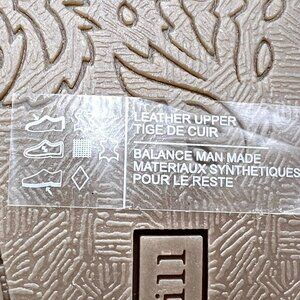 LEATHER UPPER
TIGE DE CUIR
BALANCE MAN MADE
MATERIAUX SYNTHETIQUES
POUR LE RESTE